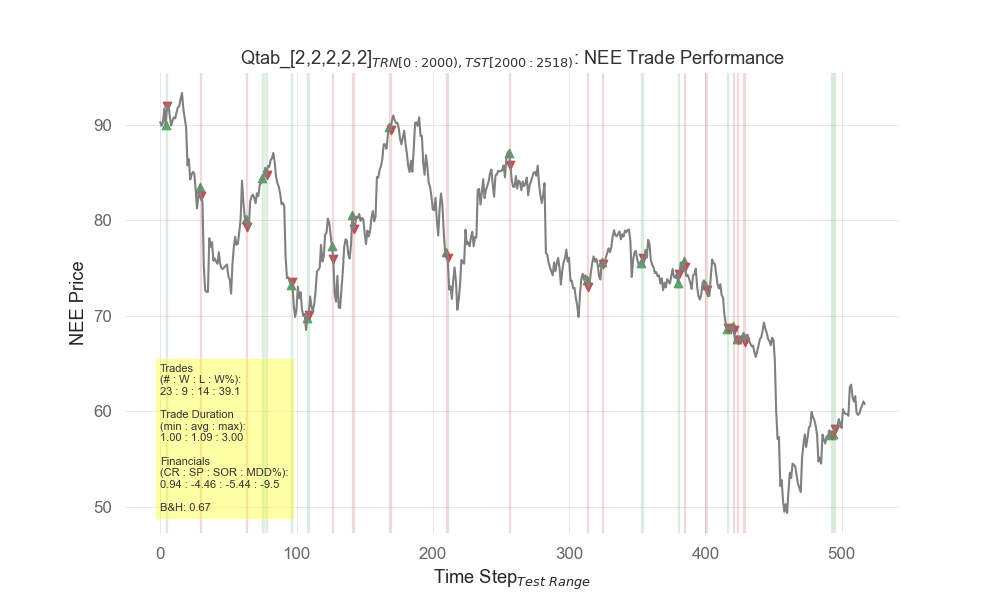 Qtab_[2,2,2,2,2]TRN[0 : 2000), TST[2000 : 2518): NEE Trade Performance
90
80
70
60
50
NEE Price
Trades
(# : W : L : W%):
23 : 9 : 14 : 39.1
Trade Duration
(min : avg : max):
1.00 : 1.09 : 3.00
Financials
(CR : SP : SOR : MDD%):
0.94 : -4.46 : -5.44 : -9.5
B&H: 0.67
0 100 200 300 400 500
Time StepTest Range